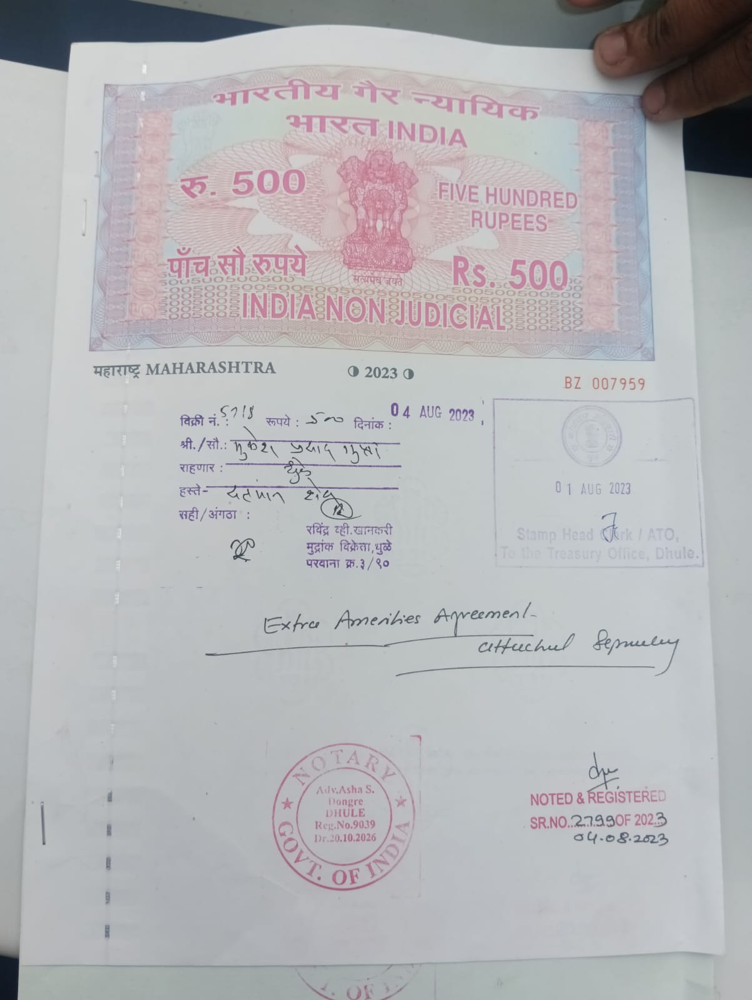 भारतीय गैर न्यायिक
भारत INDIA
रु. 500
FIVE HUNDRED
RUPEES
पाँच सौ रुपये
Rs. 500
सत्यमेव जयते
INDIA NON JUDICIAL
महाराष्ट्र MAHARASHTRA
2023
BZ 007959
विक्री नं. : 5718 रूपये : 500 दिनांक : 04 AUG 2023
श्री./सौ.: मुकेश प्रसाद गुप्ता
राहणार : धुळे
हस्ते-
सही/अंगठा :
रविंद्र व्ही.खानकरी
मुद्रांक विक्रेता,धुळे
परवाना क्र.३/९०
01 AUG 2023
Stamp Head Clerk / ATO,
To the Treasury Office, Dhule.
Extra Amenities Agreement
attached
NOTARY
Adv.Asha S.
Dongre
DHULE
Reg.No.9039
Dt.20.10.2026
GOVT. OF INDIA
NOTED & REGISTERED
SR.NO..2799OF 2023
04.08.2023